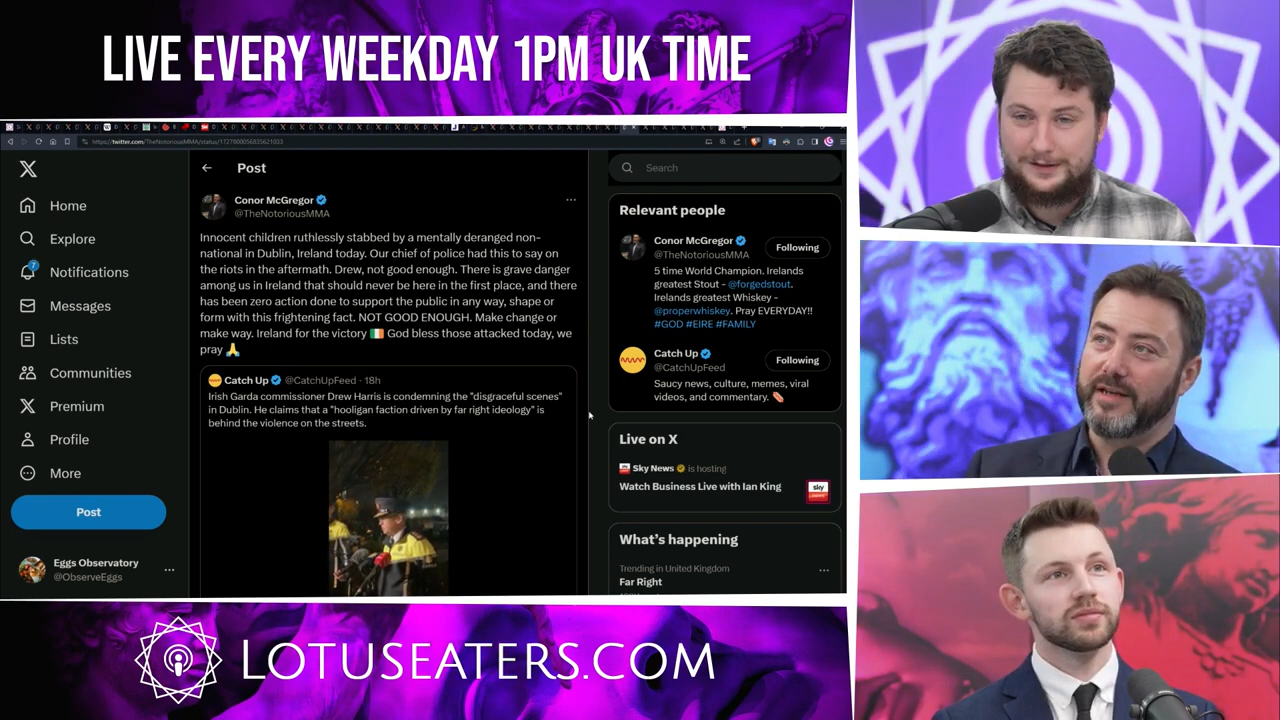 LIVE EVERY WEEKDAY 1PM UK TIME
https://twitter.com/TheNotoriousMMA/status/1727800056835621033
Home
Explore
7
Notifications
Messages
Lists
Communities
Premium
Profile
More
Post
Eggs Observatory
@ObserveEggs
Post
Conor McGregor
@TheNotoriousMMA
Innocent children ruthlessly stabbed by a mentally deranged non-
national in Dublin, Ireland today. Our chief of police had this to say on
the riots in the aftermath. Drew, not good enough. There is grave danger
among us in Ireland that should never be here in the first place, and there
has been zero action done to support the public in any way, shape or
form with this frightening fact. NOT GOOD ENOUGH. Make change or
make way. Ireland for the victory 🇮🇪 God bless those attacked today, we
pray 🙏
Catch Up @CatchUpFeed · 18h
Irish Garda commissioner Drew Harris is condemning the "disgraceful scenes"
in Dublin. He claims that a "hooligan faction driven by far right ideology" is
behind the violence on the streets.
Search
Relevant people
Conor McGregor
@TheNotoriousMMA
Following
5 time World Champion. Irelands
greatest Stout - @forgedstout.
Irelands greatest Whiskey -
@properwhiskey. Pray EVERYDAY!!
#GOD #EIRE #FAMILY
Catch Up
@CatchUpFeed
Following
Saucy news, culture, memes, viral
videos, and commentary. 🌭
Live on X
Sky News is hosting
Watch Business Live with Ian King
sky
What's happening
Trending in United Kingdom
Far Right
LOTUSEATERS.COM